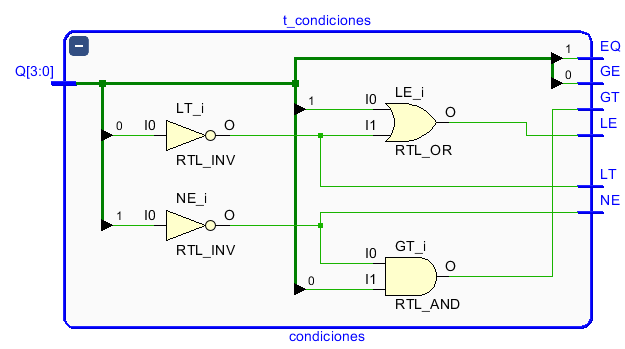 t_condiciones
Q[3:0]
1
EQ
0
GE
GT
LE
LT
NE
LT_i
0
I0
O
RTL_INV
LE_i
1
I0
I1
O
RTL_OR
NE_i
1
I0
O
RTL_INV
GT_i
I0
0
I1
O
RTL_AND
condiciones